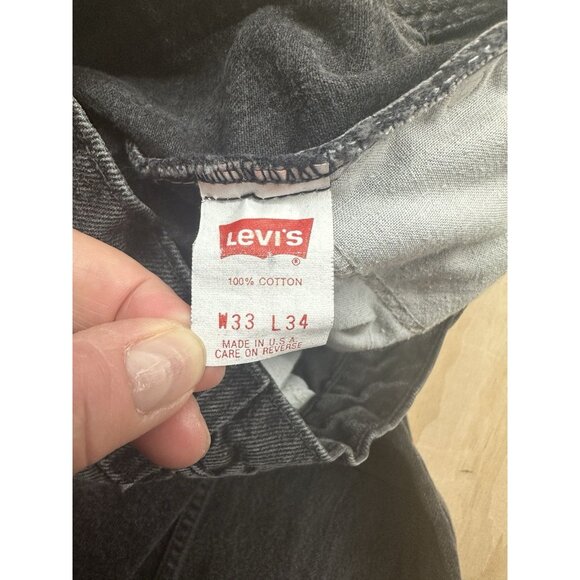 Levi's
®
100% COTTON
W33 L34
MADE IN U.S.A.
CARE ON REVERSE